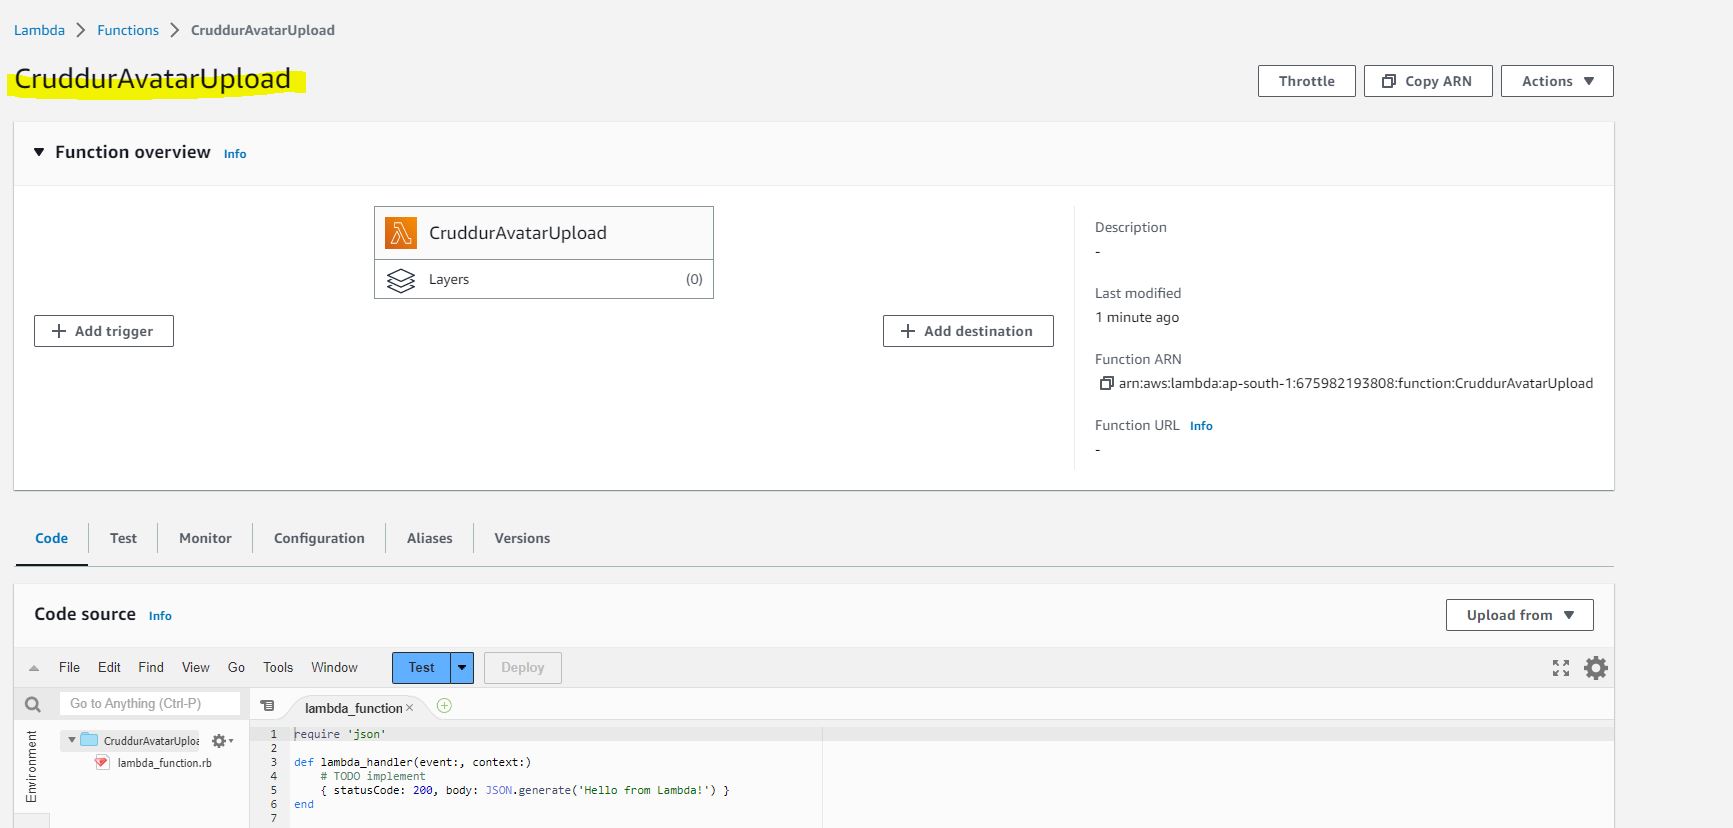 Lambda > Functions > CruddurAvatarUpload
CruddurAvatarUpload
Throttle
Copy ARN
Actions
Function overview Info
CruddurAvatarUpload
Layers (0)
+ Add trigger
+ Add destination
Description
-
Last modified
1 minute ago
Function ARN
arn:aws:lambda:ap-south-1:675982193808:function:CruddurAvatarUpload
Function URL Info
-
Code Test Monitor Configuration Aliases Versions
Code source Info
Upload from
File Edit Find View Go Tools Window Test Deploy
Go to Anything (Ctrl-P)
lambda_function ×
Environment
CruddurAvatarUploa
lambda_function.rb
1 require 'json'
2
3 def lambda_handler(event:, context:)
4 # TODO implement
5 { statusCode: 200, body: JSON.generate('Hello from Lambda!') }
6 end
7